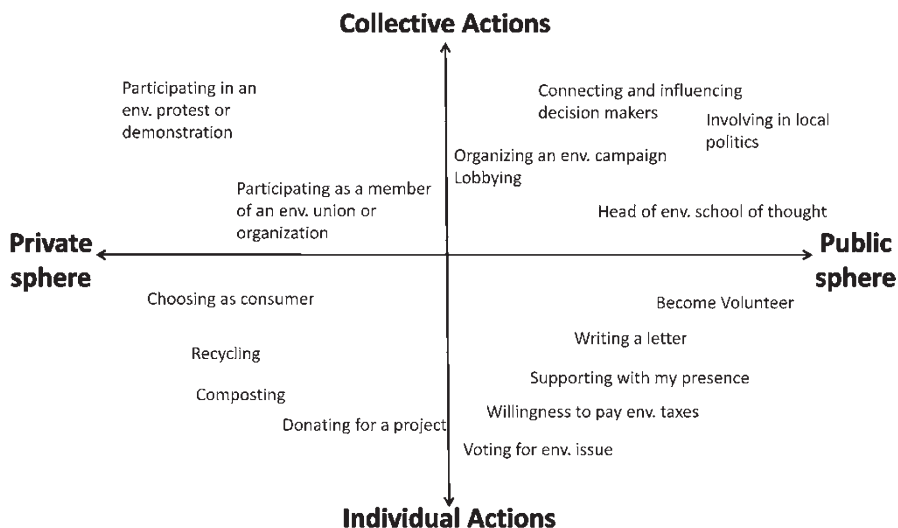 Collective Actions
Participating in an
env. protest or
demonstration
Connecting and influencing
decision makers
Involving in local
politics
Organizing an env. campaign
Lobbying
Participating as a member
of an env. union or
organization
Head of env. school of thought
Private
sphere
Public
sphere
Choosing as consumer
Become Volunteer
Writing a letter
Recycling
Supporting with my presence
Composting
Willingness to pay env. taxes
Donating for a project
Voting for env. issue
Individual Actions